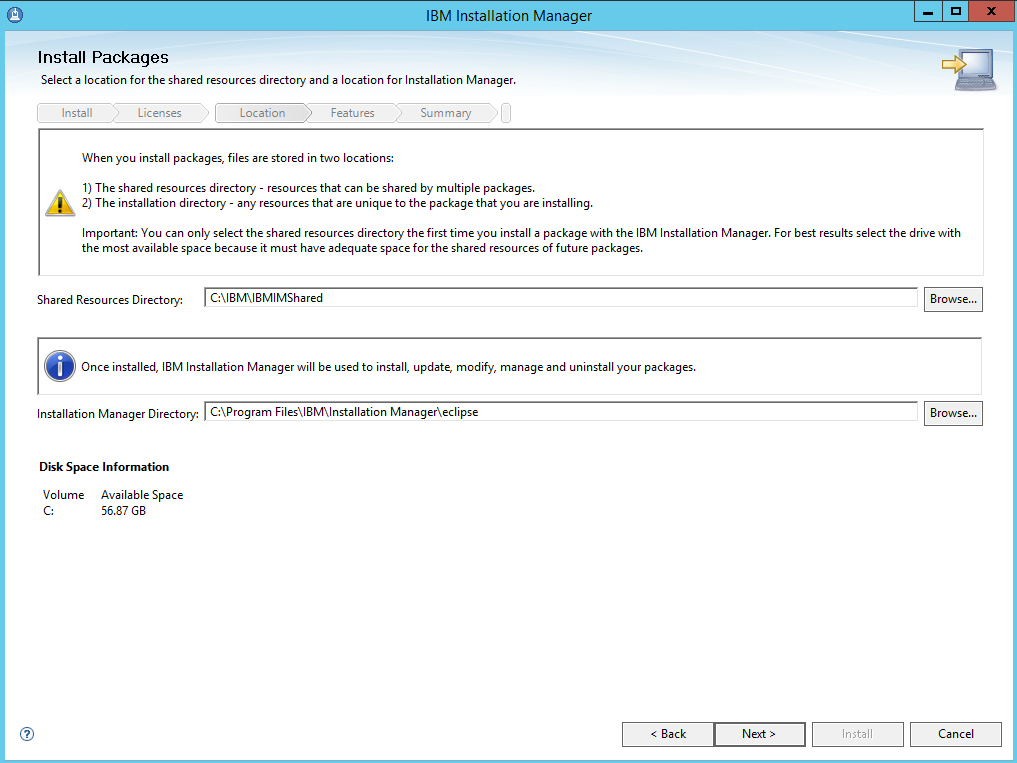 IBM Installation Manager
Install Packages
Select a location for the shared resources directory and a location for Installation Manager.
Install Licenses Location Features Summary
When you install packages, files are stored in two locations:
1) The shared resources directory - resources that can be shared by multiple packages.
2) The installation directory - any resources that are unique to the package that you are installing.
Important: You can only select the shared resources directory the first time you install a package with the IBM Installation Manager. For best results select the drive with
the most available space because it must have adequate space for the shared resources of future packages.
Shared Resources Directory: C:\IBM\IBMIMShared Browse...
Once installed, IBM Installation Manager will be used to install, update, modify, manage and uninstall your packages.
Installation Manager Directory: C:\Program Files\IBM\Installation Manager\eclipse Browse...
Disk Space Information
Volume Available Space
C: 56.87 GB
? < Back Next > Install Cancel